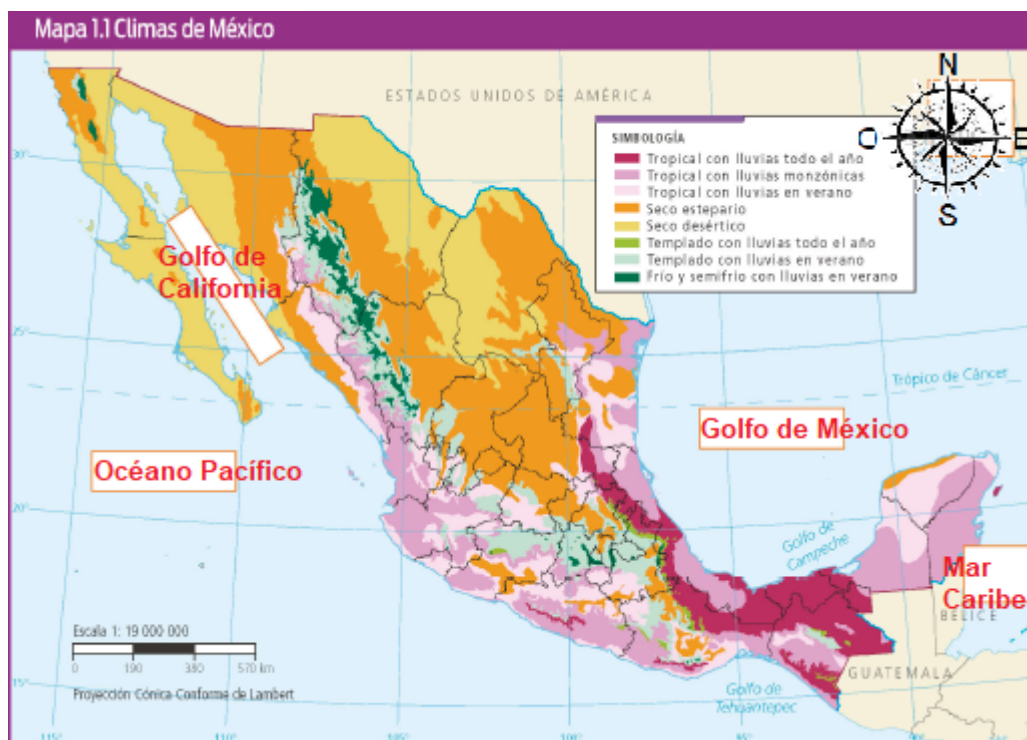 Mapa 1.1 Climas de México
ESTADOS UNIDOS DE AMÉRICA
N
O
E
S
SIMBOLOGÍA
Tropical con lluvias todo el año
Tropical con lluvias monzónicas
Tropical con lluvias en verano
Seco estepario
Seco desértico
Templado con lluvias todo el año
Templado con lluvias en verano
Frío y semifrío con lluvias en verano
30°
Golfo de
California
25°
Trópico de Cáncer
Golfo de México
Océano Pacífico
20°
Golfo de
Campeche
Mar
Caribe
BELICE
Escala 1: 19 000 000
0 190 380 570 km
GUATEMALA
Proyección Cónica Conforme de Lambert
15°
Golfo de
Tehuantepec
115° 110° 105° 100° 95° 90°